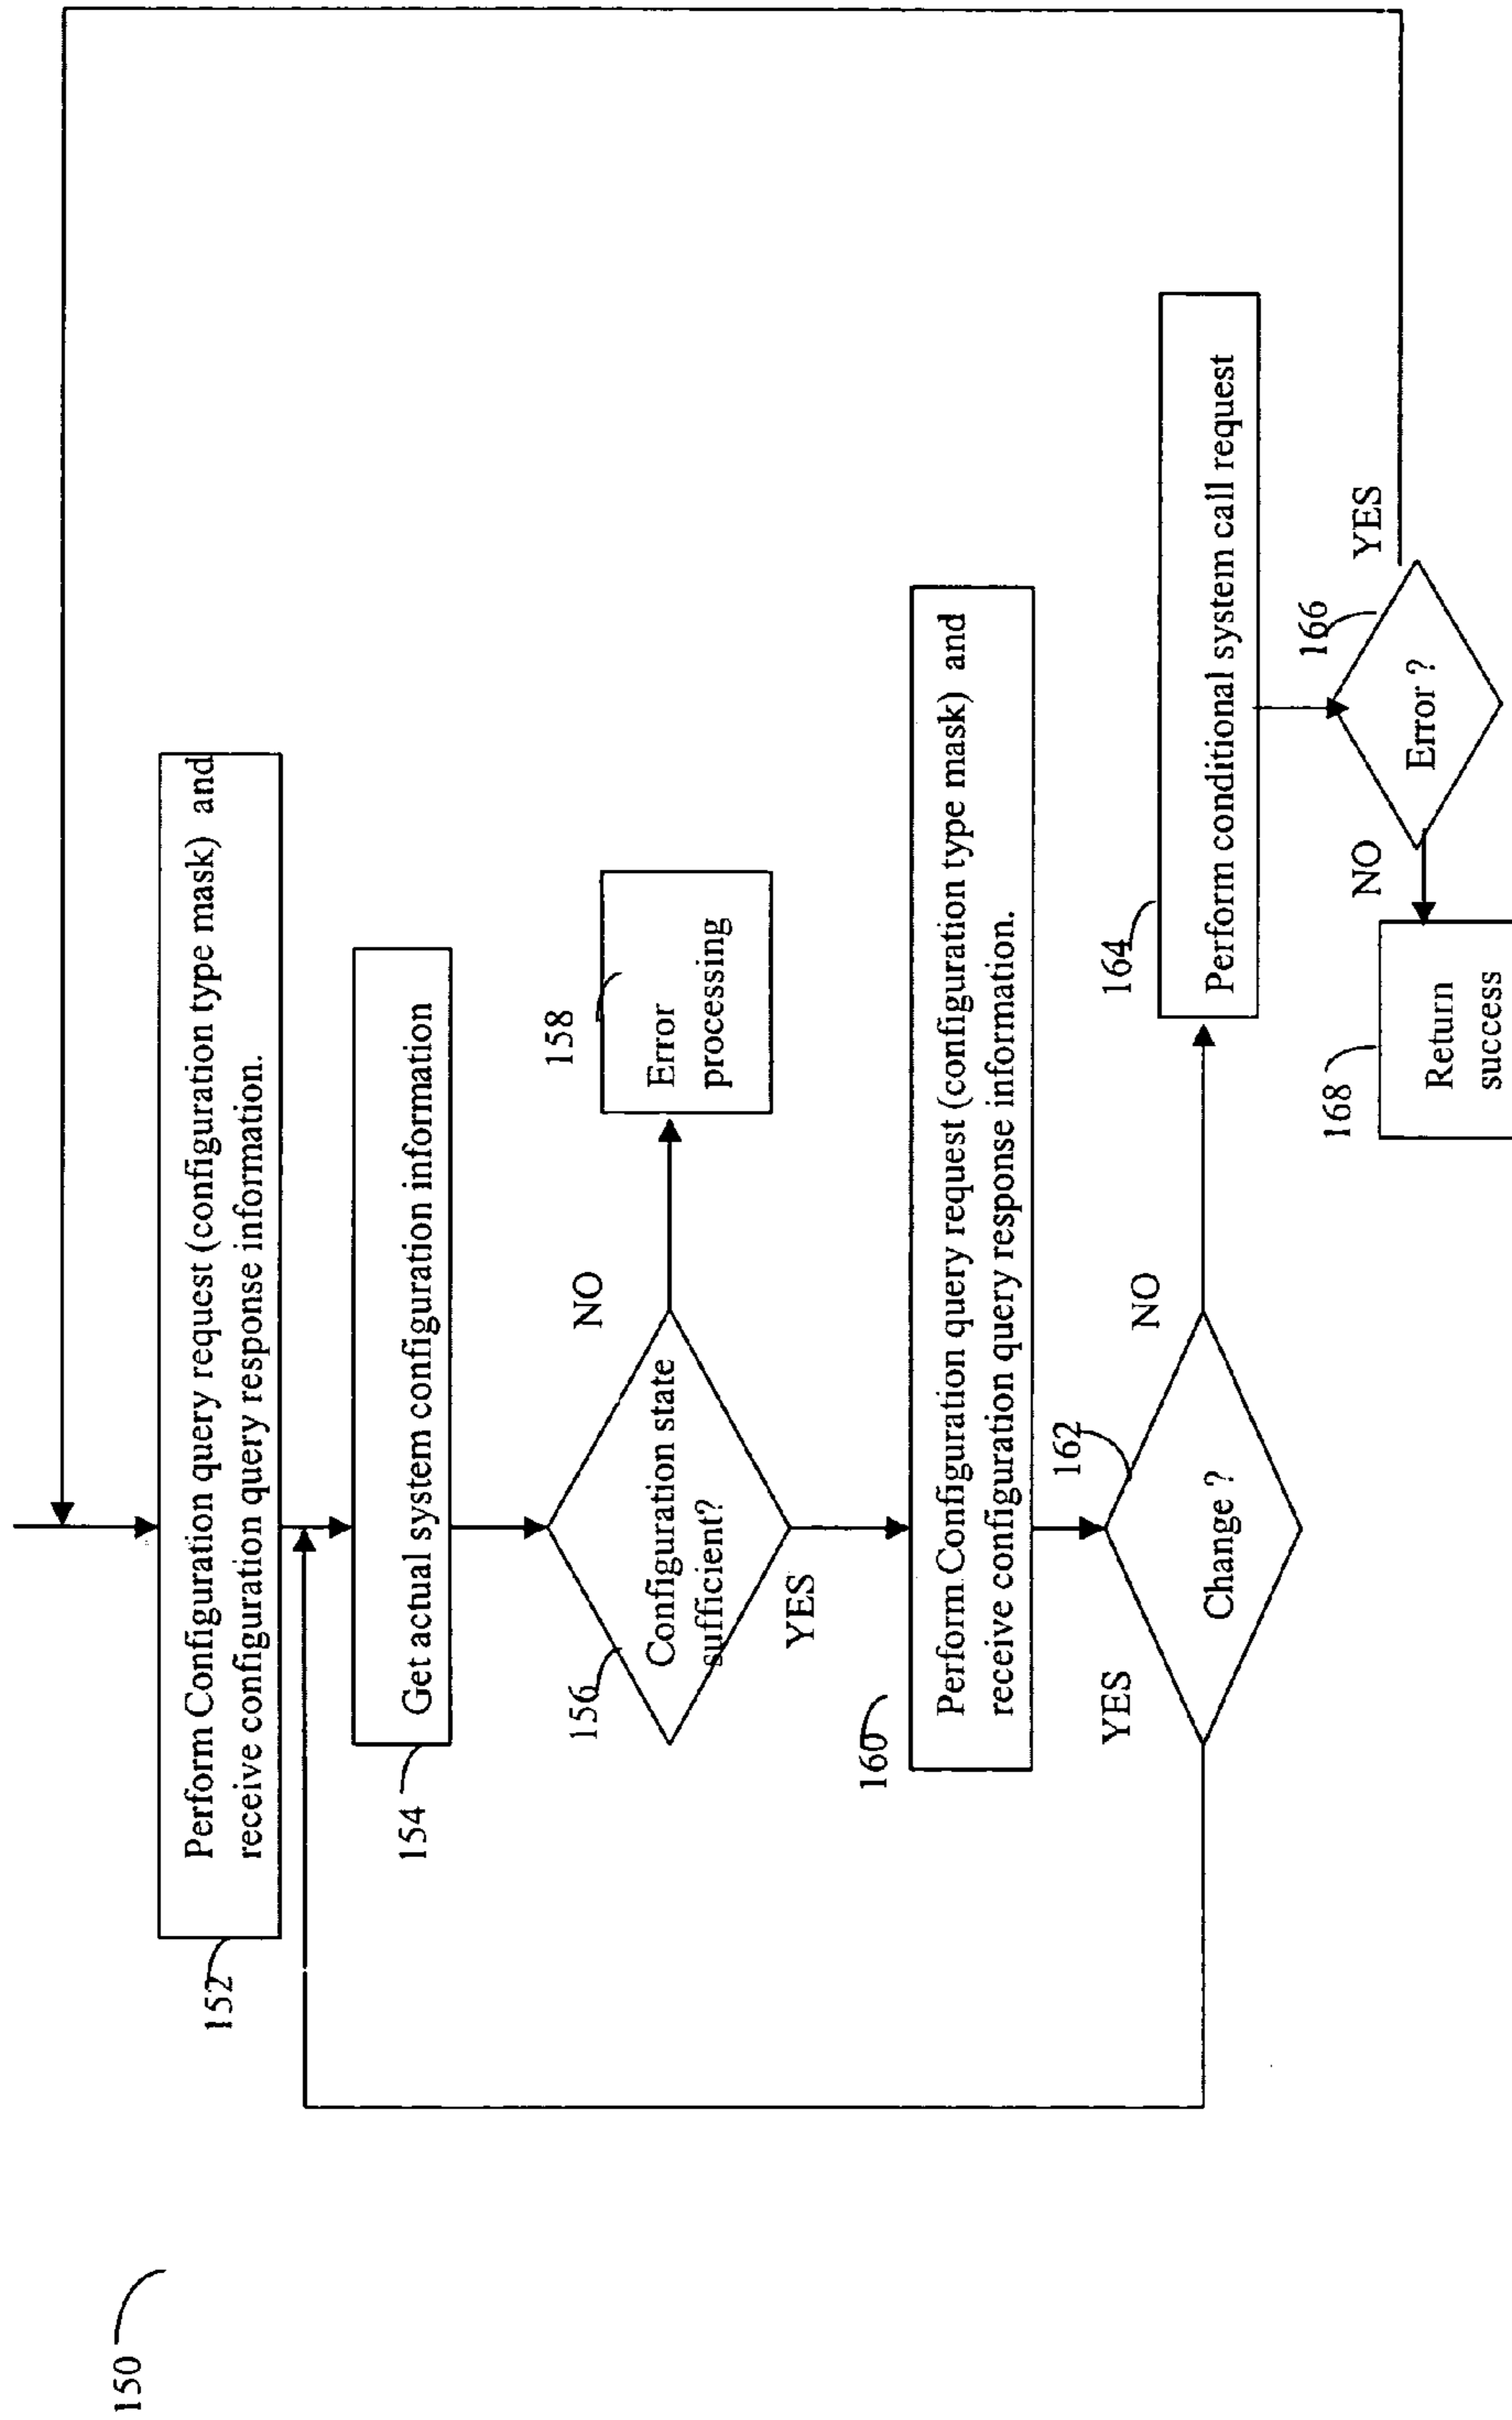 150
152
Perform Configuration query request (configuration type mask) and
receive configuration query response information.
154
Get actual system configuration information
156
Configuration state
sufficient?
NO
158
Error
processing
YES
160
Perform Configuration query request (configuration type mask) and
receive configuration query response information.
162
Change ?
YES
NO
164
Perform conditional system call request
166
Error ?
YES
NO
168
Return
success